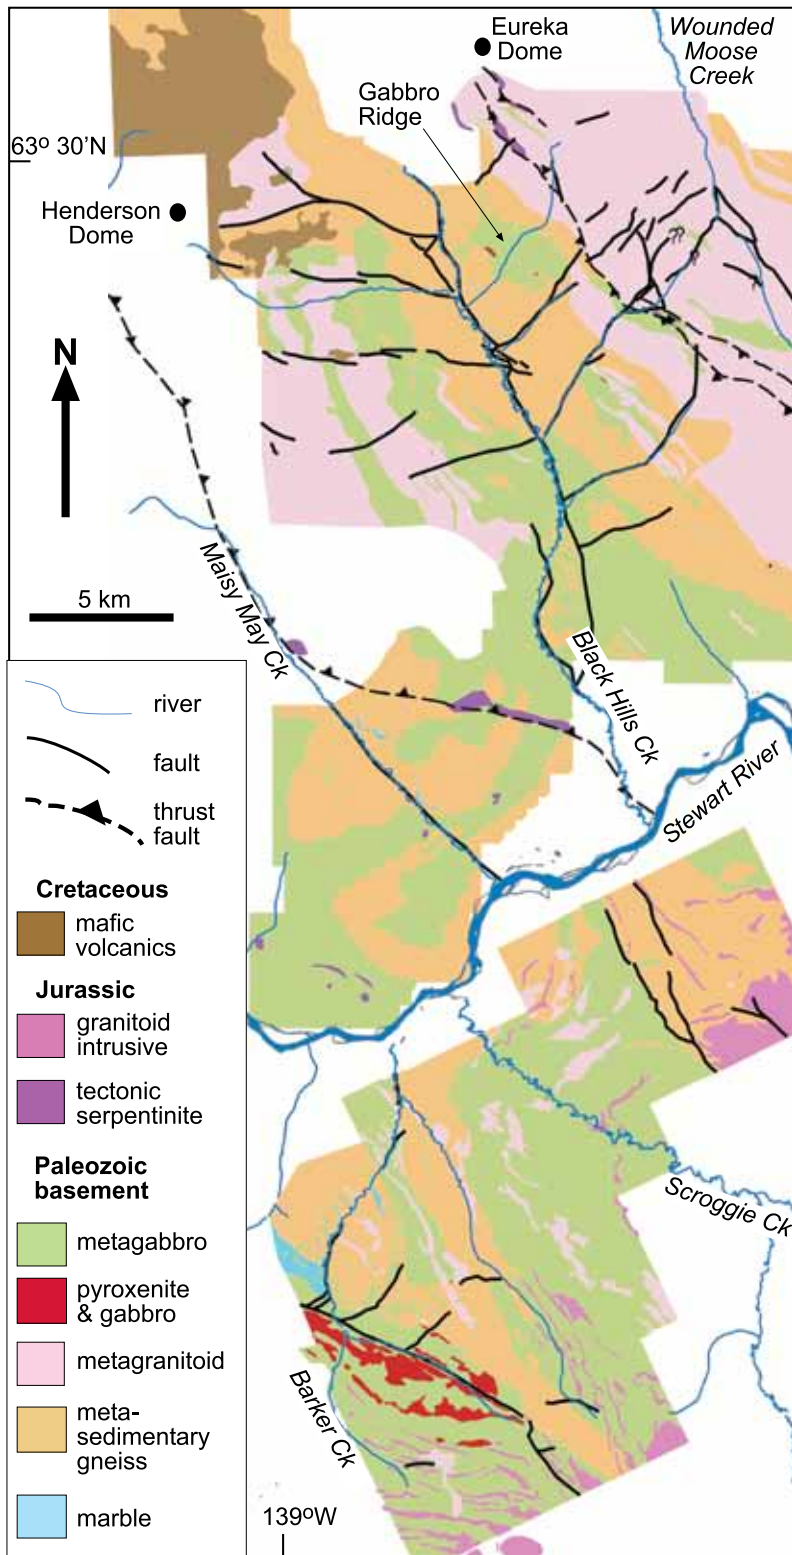 Eureka
Dome
Wounded
Moose
Creek
Gabbro
Ridge
63º 30'N
Henderson
Dome
N
5 km
Maisy May Ck
Black Hills Ck
Stewart River
river
fault
thrust
fault
Cretaceous
mafic
volcanics
Jurassic
granitoid
intrusive
tectonic
serpentinite
Paleozoic
basement
metagabbro
pyroxenite
& gabbro
metagranitoid
meta-
sedimentary
gneiss
marble
Scroggie Ck
Barker Ck
139ºW